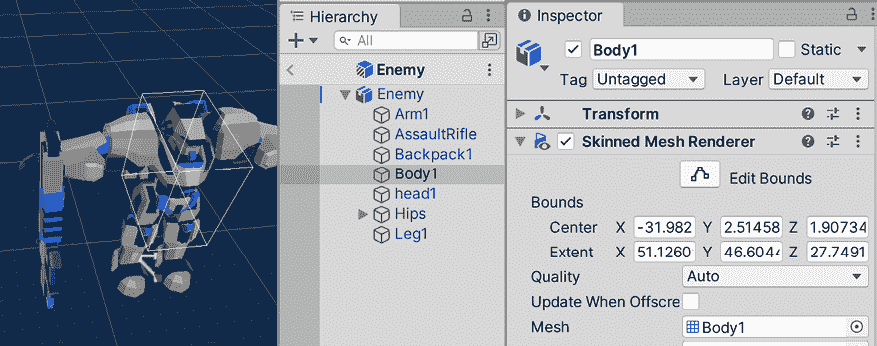 Hierarchy
All
Enemy
Enemy
Arm1
AssaultRifle
Backpack1
Body1
head1
Hips
Leg1
Inspector
Body1 Static
Tag Untagged Layer Default
Transform
Skinned Mesh Renderer
Edit Bounds
Bounds
Center X -31.982 Y 2.51458 Z 1.90734
Extent X 51.1260 Y 46.6044 Z 27.7491
Quality Auto
Update When Offscre
Mesh Body1